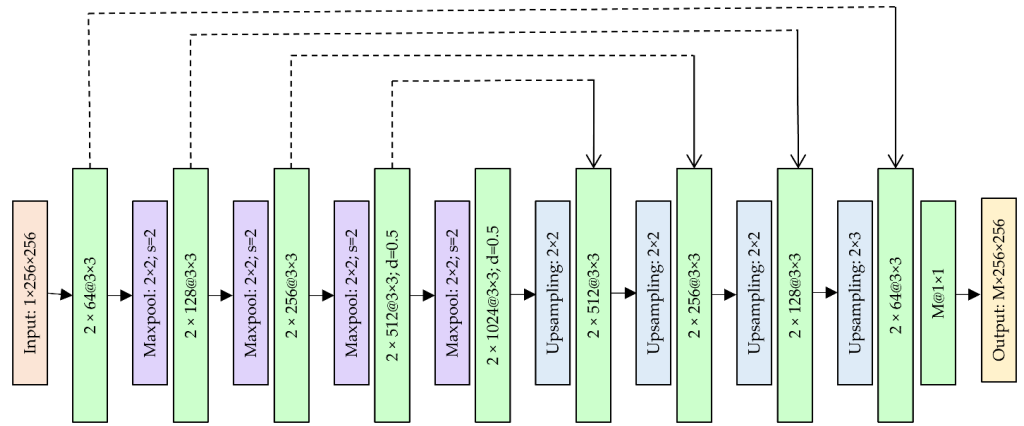 Input: 1×256×256
2 × 64@3×3
Maxpool: 2×2; s=2
2 × 128@3×3
Maxpool: 2×2; s=2
2 × 256@3×3
Maxpool: 2×2; s=2
2 × 512@3×3; d=0.5
Maxpool: 2×2; s=2
2 × 1024@3×3; d=0.5
Upsampling: 2×2
2 × 512@3×3
Upsampling: 2×2
2 × 256@3×3
Upsampling: 2×2
2 × 128@3×3
Upsampling: 2×3
2 × 64@3×3
M@1×1
Output: M×256×256